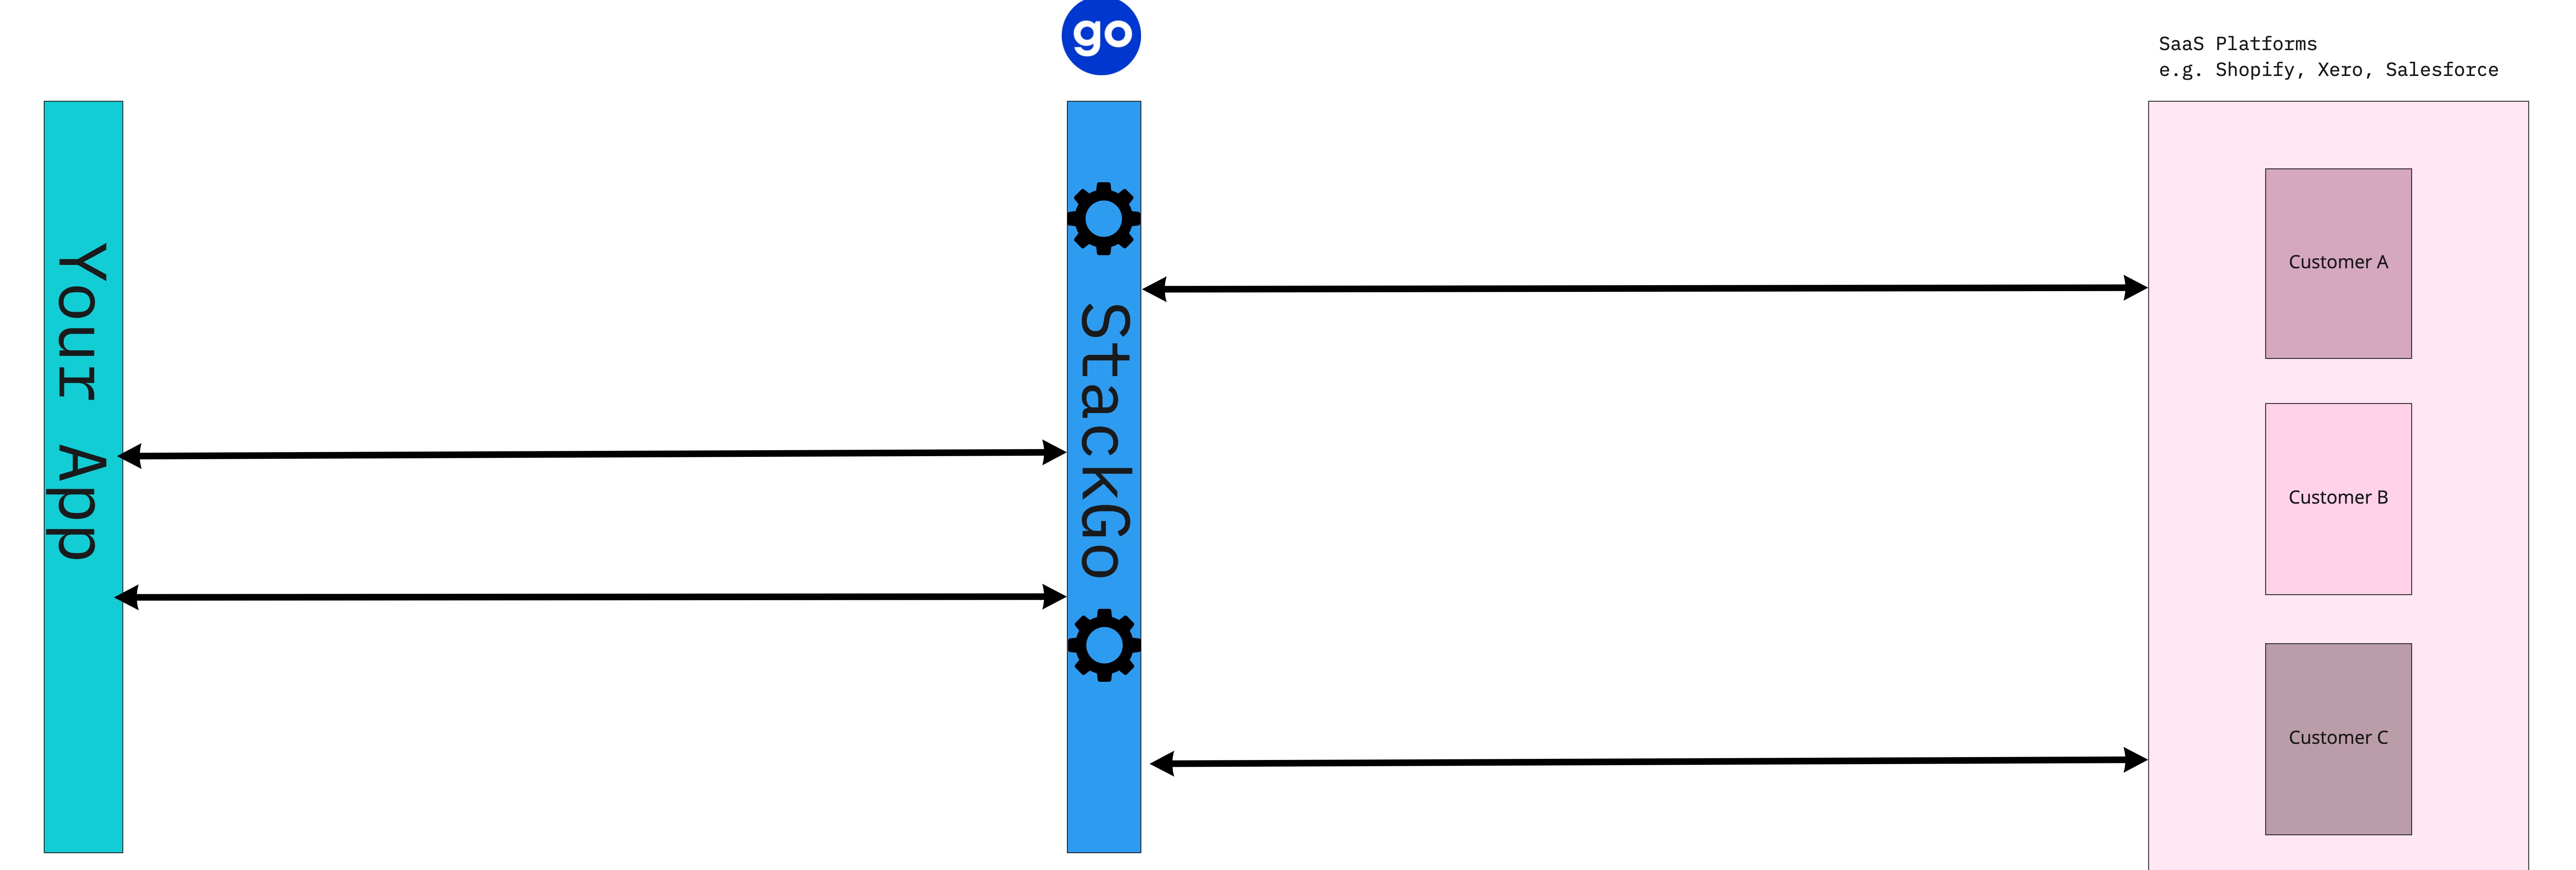 go
SaaS Platforms
e.g. Shopify, Xero, Salesforce
Your App
StackGo
Customer A
Customer B
Customer C